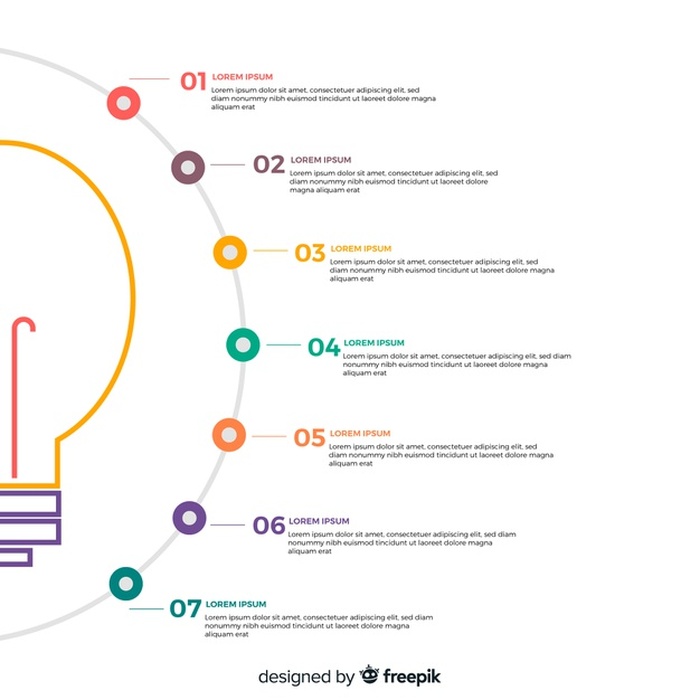 01 LOREM IPSUM
Lorem ipsum dolor sit amet, consectetuer adipiscing elit, sed
diam nonummy nibh euismod tincidunt ut laoreet dolore magna
aliquam erat
02 LOREM IPSUM
Lorem ipsum dolor sit amet, consectetuer adipiscing elit, sed
diam nonummy nibh euismod tincidunt ut laoreet dolore
magna aliquam erat
03 LOREM IPSUM
Lorem ipsum dolor sit amet, consectetuer adipiscing elit, sed
diam nonummy nibh euismod tincidunt ut laoreet dolore magna
aliquam erat
04 LOREM IPSUM
Lorem ipsum dolor sit amet, consectetuer adipiscing elit, sed diam
nonummy nibh euismod tincidunt ut laoreet dolore magna
aliquam erat
05 LOREM IPSUM
Lorem ipsum dolor sit amet, consectetuer adipiscing elit, sed
diam nonummy nibh euismod tincidunt ut laoreet dolore magna
aliquam erat
06 LOREM IPSUM
Lorem ipsum dolor sit amet, consectetuer adipiscing elit, sed diam
nonummy nibh euismod tincidunt ut laoreet dolore magna
aliquam erat
07 LOREM IPSUM
Lorem ipsum dolor sit amet, consectetuer adipiscing elit, sed diam
nonummy nibh euismod tincidunt ut laoreet dolore magna
aliquam erat
designed by freepik